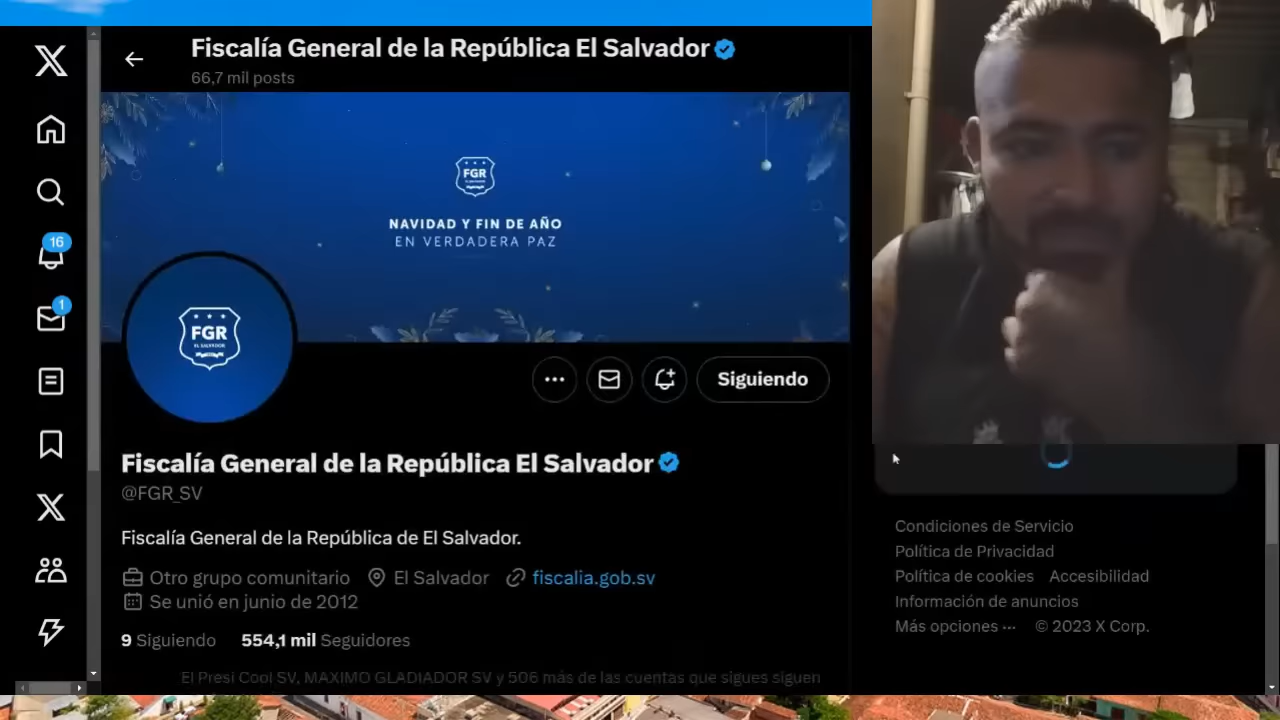 Fiscalía General de la República El Salvador
66,7 mil posts
FGR
NAVIDAD Y FIN DE AÑO
EN VERDADERA PAZ
16
FGR
EL SALVADOR
1
Siguiendo
Fiscalía General de la República El Salvador
@FGR_SV
Fiscalía General de la República de El Salvador.
Otro grupo comunitario El Salvador fiscalia.gob.sv
Se unió en junio de 2012
9 Siguiendo 554,1 mil Seguidores
El Presi Cool SV, MAXIMO GLADIADOR SV y 506 más de las cuentas que sigues siguen
Condiciones de Servicio
Política de Privacidad
Política de cookies Accesibilidad
Información de anuncios
Más opciones ··· © 2023 X Corp.